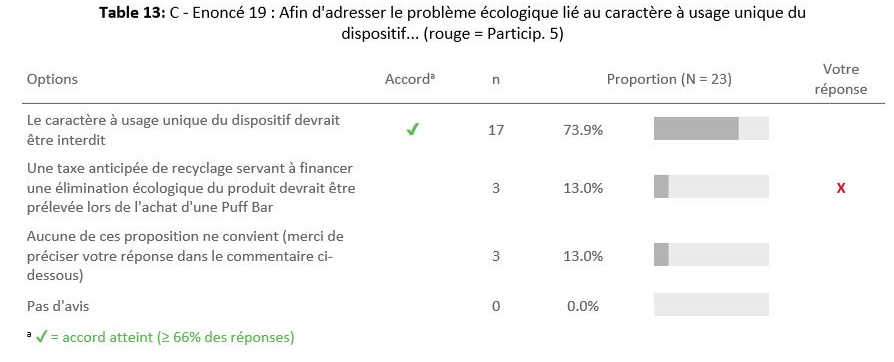 Table 13: C - Enoncé 19 : Afin d'adresser le problème écologique lié au caractère à usage unique du
dispositif... (rouge = Particip. 5)
Options Accordᵃ n Proportion (N = 23) Votre
réponse
Le caractère à usage unique du dispositif devrait
être interdit ✓ 17 73.9%
Une taxe anticipée de recyclage servant à financer
une élimination écologique du produit devrait être 3 13.0% X
prélevée lors de l'achat d'une Puff Bar
Aucune de ces proposition ne convient (merci de
préciser votre réponse dans le commentaire ci- 3 13.0%
dessous)
Pas d'avis 0 0.0%
ᵃ ✓ = accord atteint (≥ 66% des réponses)